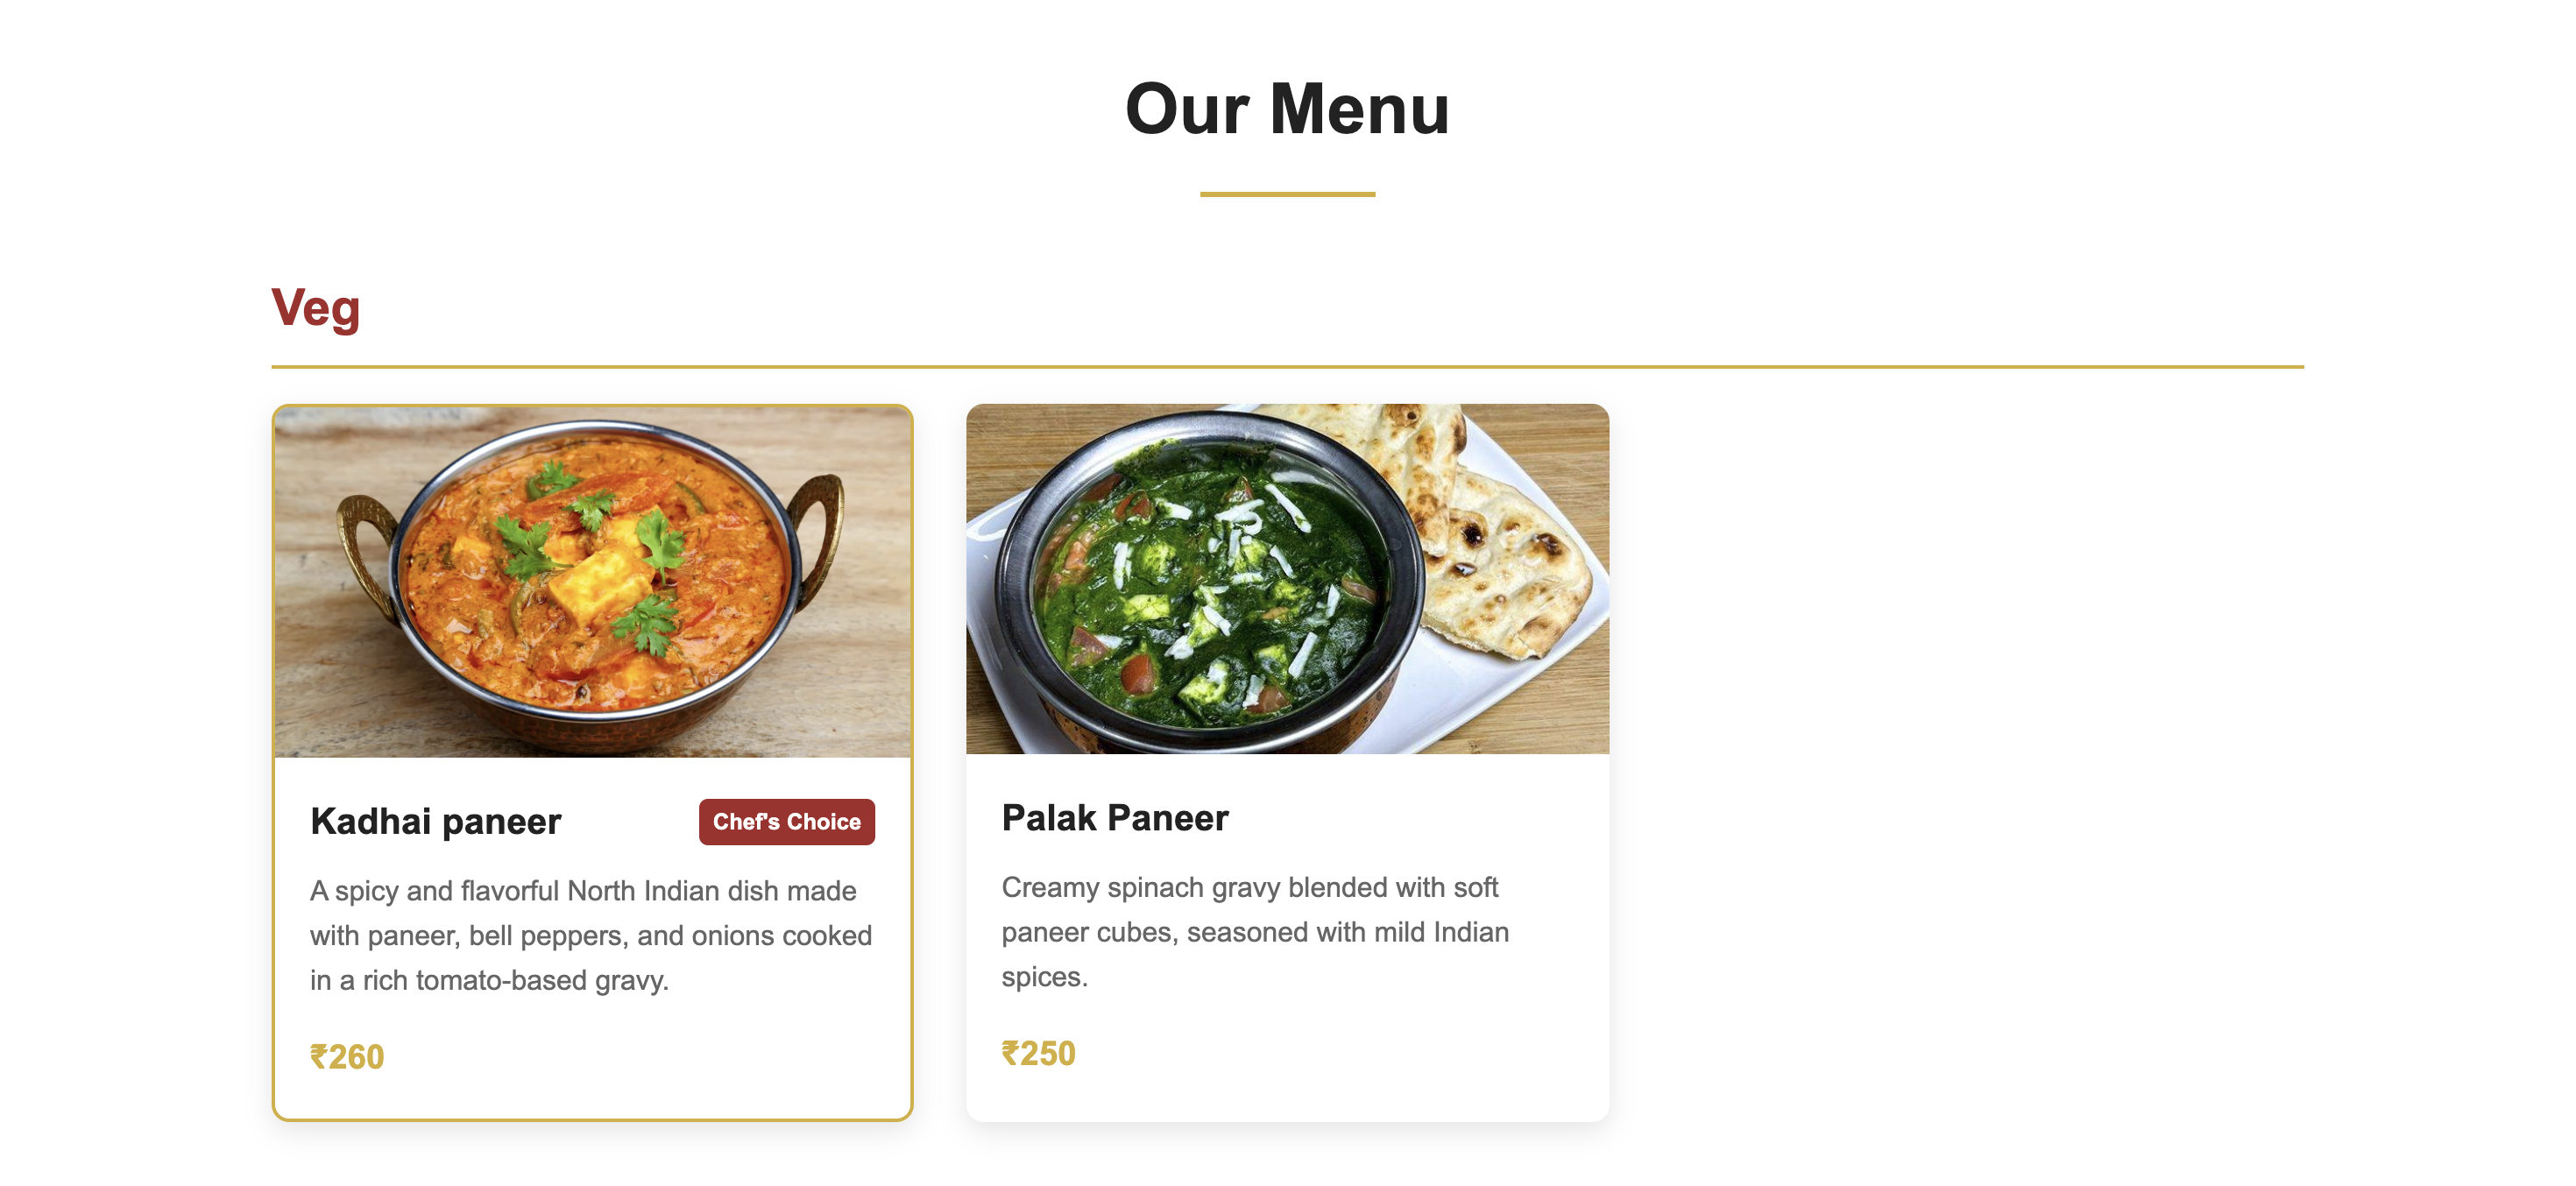 Our Menu
Veg
Kadhai paneer
Chef's Choice
A spicy and flavorful North Indian dish made
with paneer, bell peppers, and onions cooked
in a rich tomato-based gravy.
₹260
Palak Paneer
Creamy spinach gravy blended with soft
paneer cubes, seasoned with mild Indian
spices.
₹250